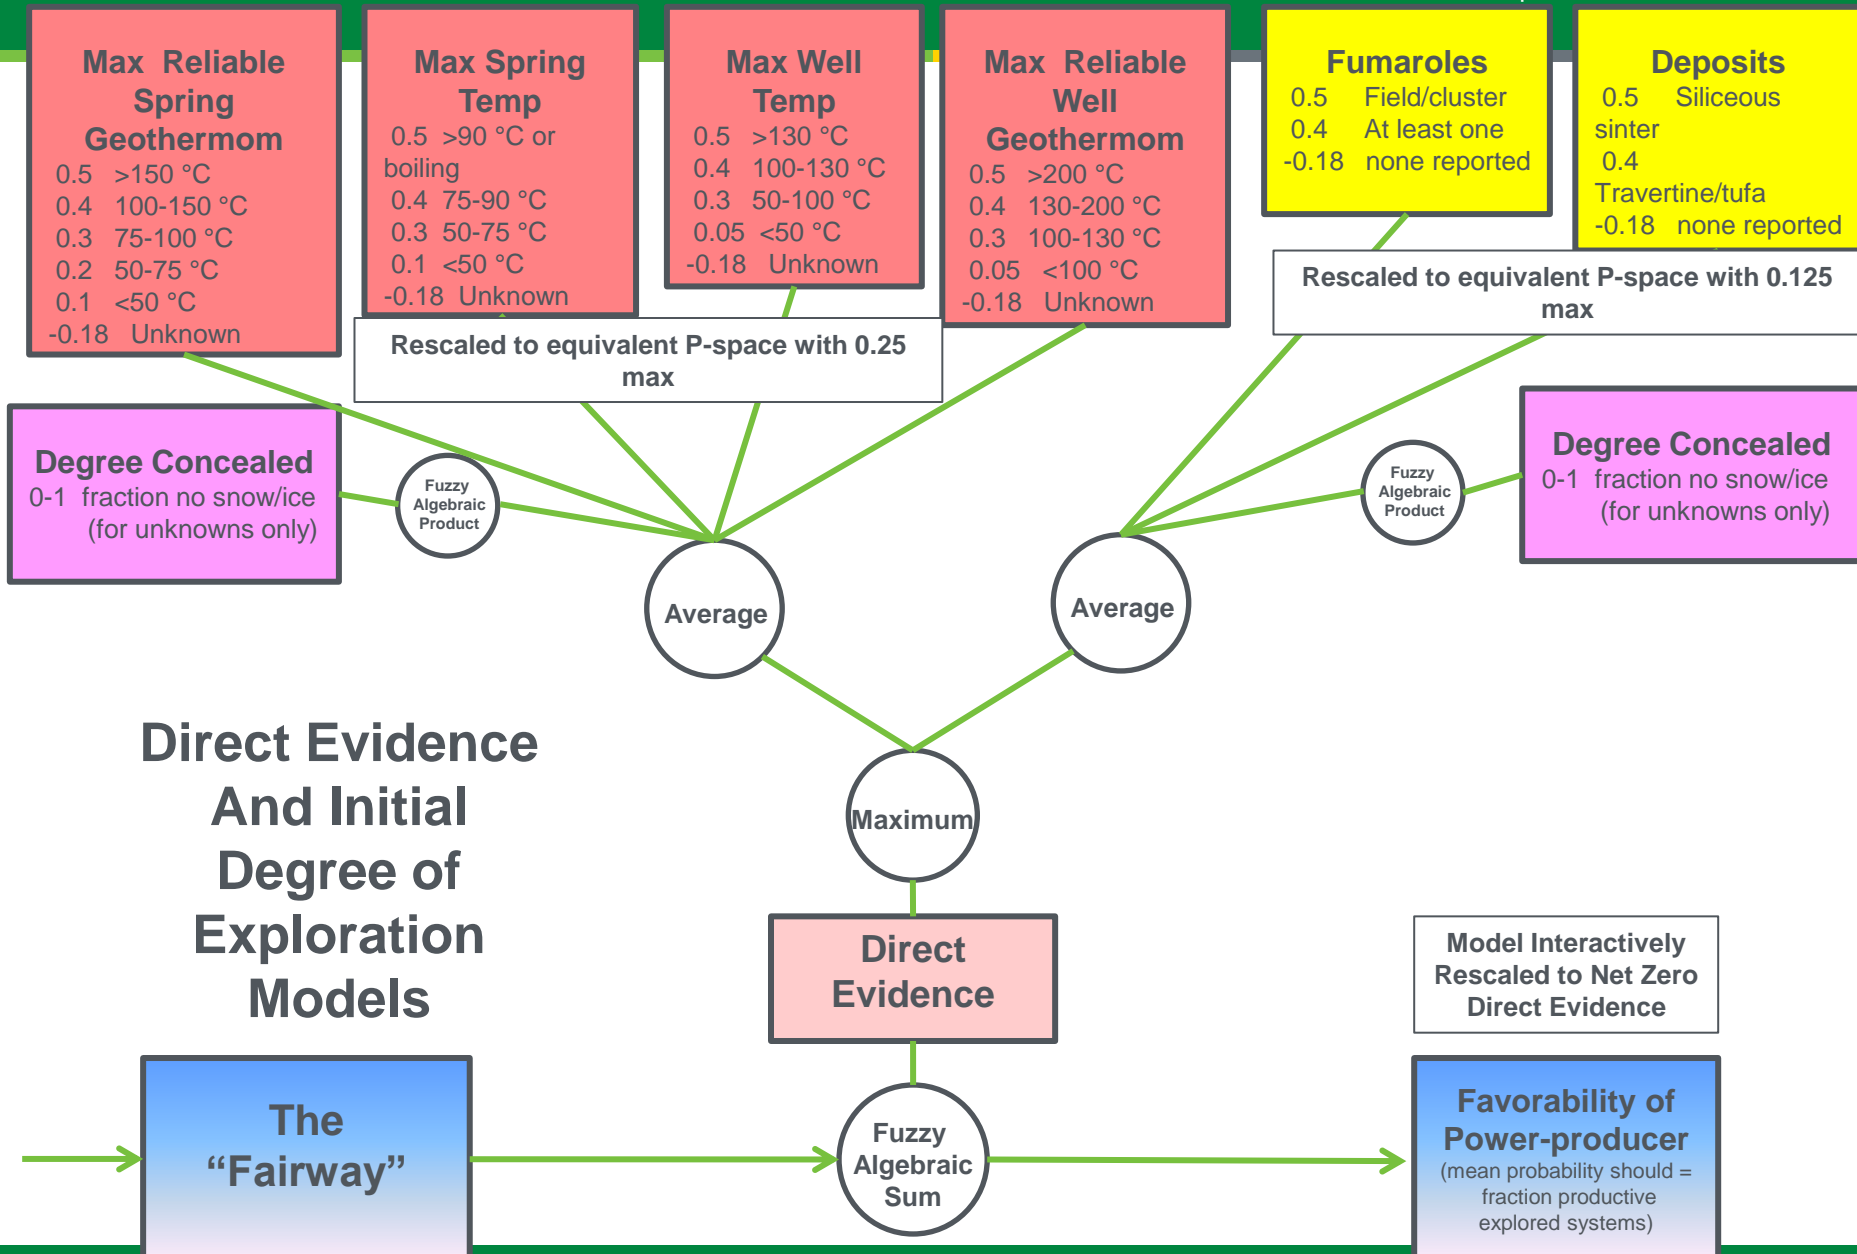 Max  Reliable
Spring
Geothermom
0.5   >150 °C
0.4   100-150 °C
0.3   75-100 °C
0.2   50-75 °C
0.1   <50 °C
-0.18   Unknown
Max Spring
Temp
0.5  >90 °C or
boiling
0.4  75-90 °C
0.3  50-75 °C
0.1  <50 °C
-0.18  Unknown
Max Well
Temp
0.5   >130 °C
0.4   100-130 °C
0.3   50-100 °C
0.05  <50 °C
-0.18   Unknown
Max  Reliable
Well
Geothermom
0.5   >200 °C
0.4   130-200 °C
0.3   100-130 °C
0.05   <100 °C
-0.18   Unknown
Fumaroles
0.5     Field/cluster
0.4     At least one
-0.18   none reported
Deposits
0.5     Siliceous
sinter
0.4
Travertine/tufa
-0.18   none reported
Rescaled to equivalent P-space with 0.25
max
Rescaled to equivalent P-space with 0.125
max
Degree Concealed
0-1  fraction no snow/ice
(for unknowns only)
Fuzzy
Algebraic
Product
Fuzzy
Algebraic
Product
Degree Concealed
0-1  fraction no snow/ice
(for unknowns only)
Average
Average
Direct Evidence
And Initial
Degree of
Exploration
Models
Maximum
Direct
Evidence
Model Interactively
Rescaled to Net Zero
Direct Evidence
The
“Fairway”
Fuzzy
Algebraic
Sum
Favorability of
Power-producer
(mean probability should =
fraction productive
explored systems)